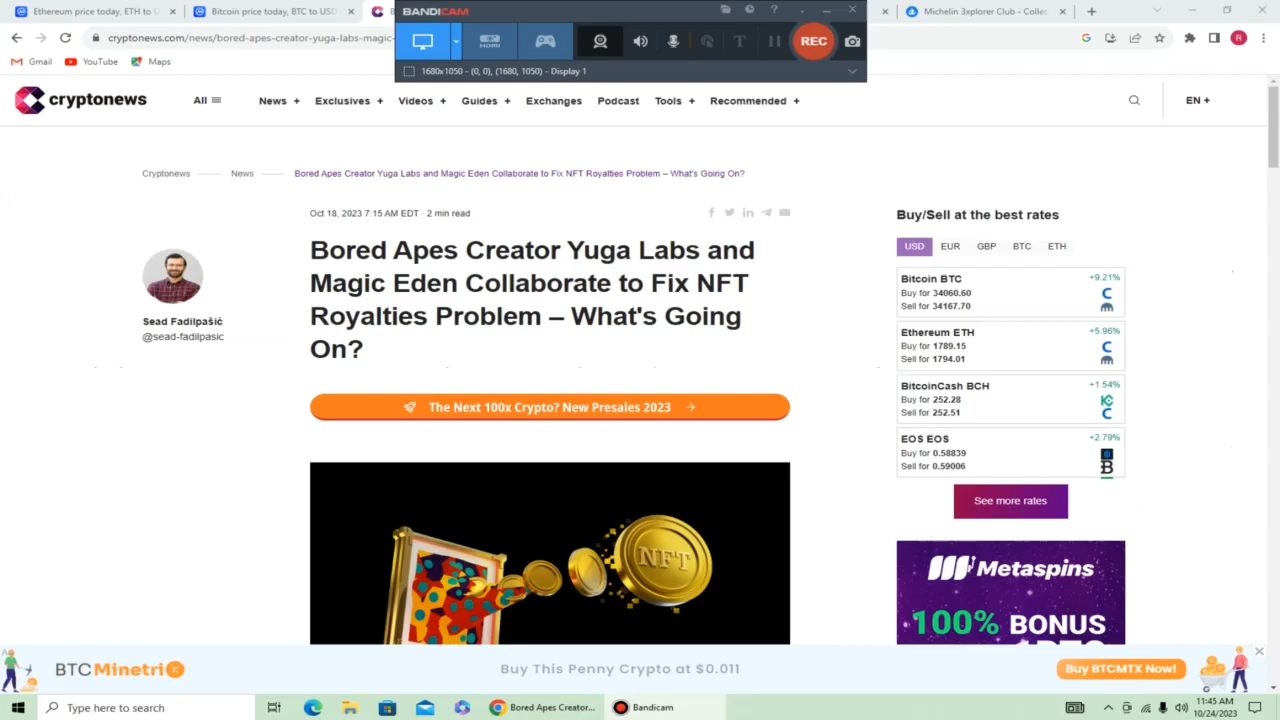 Ethereum price today, ETH to U
Bitcoin price today, BTC to USD
BANDICAM
Michelin 3xplorer Club - Collec
cryptonews.com/news/bored-apes-creator-yuga-labs-magic-
HDMI
REC
R
Gmail
YouTube
Maps
1680x1050 - (0, 0), (1680, 1050) - Display 1
cryptonews
All
News +
Exclusives +
Videos +
Guides +
Exchanges
Podcast
Tools +
Recommended +
EN +
Cryptonews
News
Bored Apes Creator Yuga Labs and Magic Eden Collaborate to Fix NFT Royalties Problem – What's Going On?
Oct 18, 2023 7:15 AM EDT · 2 min read
Sead Fadilpašić
@sead-fadilpasic
Bored Apes Creator Yuga Labs and
Magic Eden Collaborate to Fix NFT
Royalties Problem – What's Going
On?
The Next 100x Crypto? New Presales 2023
NFT
Buy/Sell at the best rates
USD EUR GBP BTC ETH
Bitcoin BTC +9.21%
Buy for 34060.60
Sell for 34167.70
Ethereum ETH +5.96%
Buy for 1789.15
Sell for 1794.01
BitcoinCash BCH +1.54%
Buy for 252.28
Sell for 252.51
EOS EOS +2.79%
Buy for 0.58839
Sell for 0.59006
See more rates
Metaspins
100% BONUS
BTCMinetrix
Buy This Penny Crypto at $0.011
Buy BTCMTX Now!
Type here to search
Bored Apes Creator...
Bandicam
11:45 AM
10/24/2023